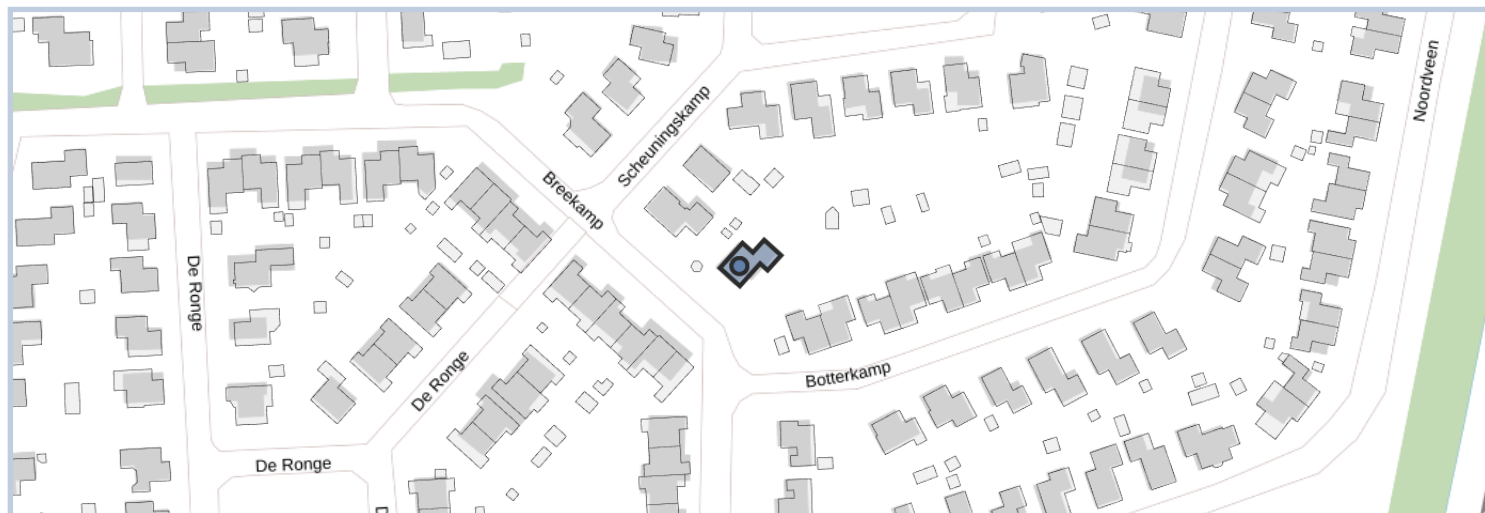 Noordveen
Scheuningskamp
Breekamp
De Ronge
De Ronge
Botterkamp
De Ronge
D